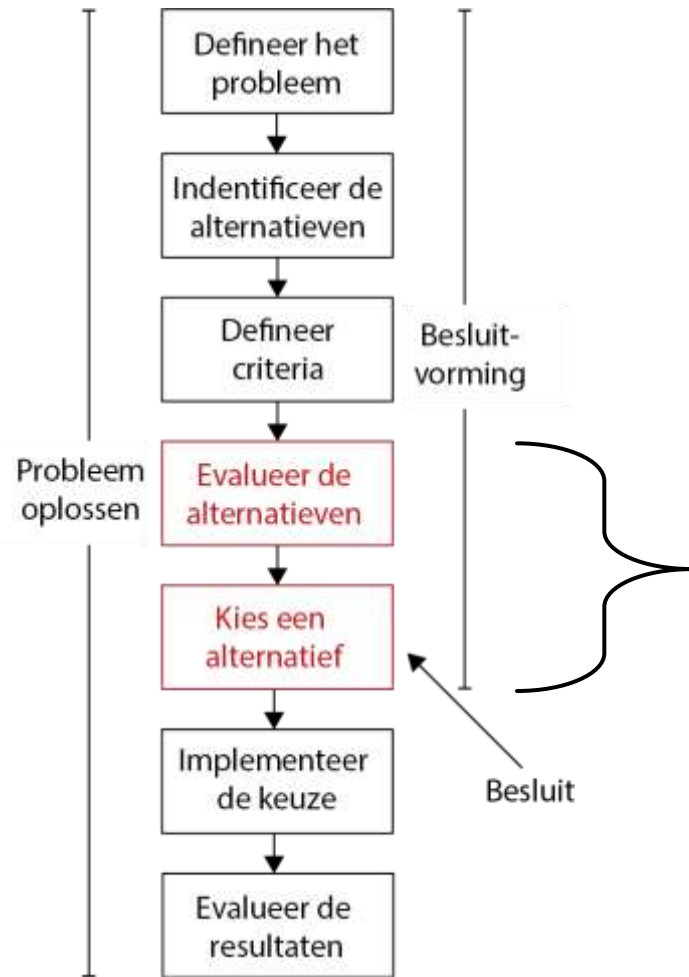 Defineer het
probleem
Indentificeer de
alternatieven
Defineer
criteria
Besluit-
vorming
Probleem
oplossen
Evalueer de
alternatieven
Kies een
alternatief
Besluit
Implementeer
de keuze
Evalueer de
resultaten